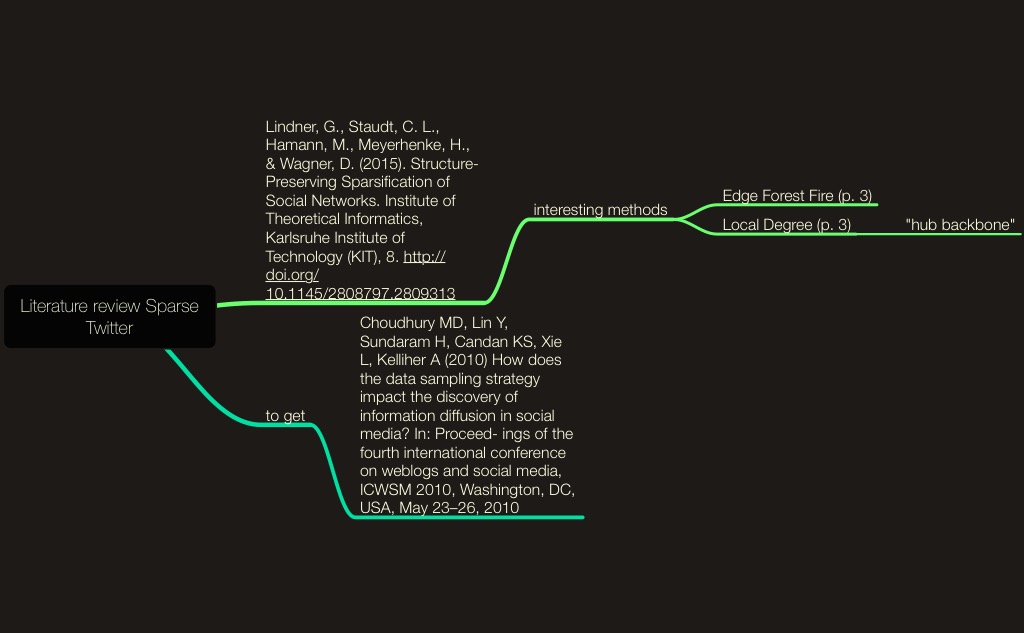 Literature review Sparse
Twitter
Lindner, G., Staudt, C. L.,
Hamann, M., Meyerhenke, H.,
& Wagner, D. (2015). Structure-
Preserving Sparsification of
Social Networks. Institute of
Theoretical Informatics,
Karlsruhe Institute of
Technology (KIT), 8. http://
doi.org/
10.1145/2808797.2809313
interesting methods
Edge Forest Fire (p. 3)
Local Degree (p. 3)
"hub backbone"
to get
Choudhury MD, Lin Y,
Sundaram H, Candan KS, Xie
L, Kelliher A (2010) How does
the data sampling strategy
impact the discovery of
information diffusion in social
media? In: Proceed- ings of the
fourth international conference
on weblogs and social media,
ICWSM 2010, Washington, DC,
USA, May 23–26, 2010